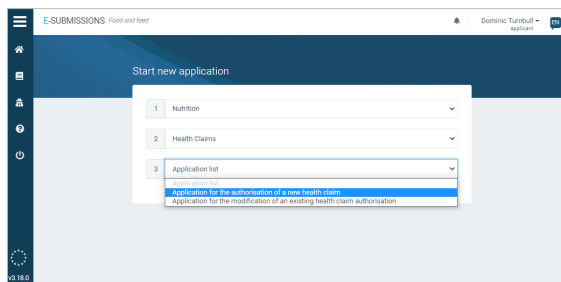 E-SUBMISSIONS Food and feed
Dominic Turnbull
applicant
EN
Start new application
1 Nutrition
2 Health Claims
3 Application list
Application list
Application for the authorisation of a new health claim
Application for the modification of an existing health claim authorisation
v3.18.0